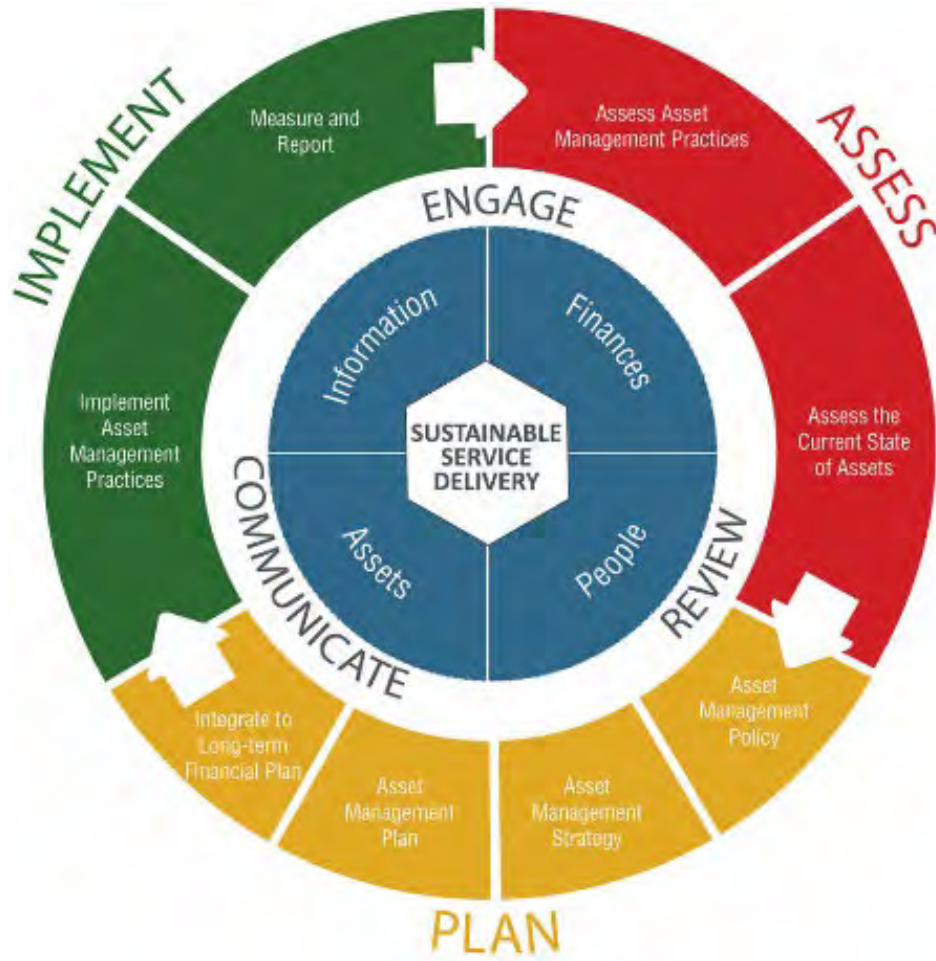 IMPLEMENT
Measure and
Report
Assess Asset
Management Practices
ASSESS
ENGAGE
Information
Finances
Implement
Asset
Management
Practices
SUSTAINABLE
SERVICE
DELIVERY
Assess the
Current State
of Assets
Assets
People
COMMUNICATE
REVIEW
Integrate to
Long-term
Financial Plan
Asset
Management
Plan
Asset
Management
Strategy
Asset
Management
Policy
PLAN